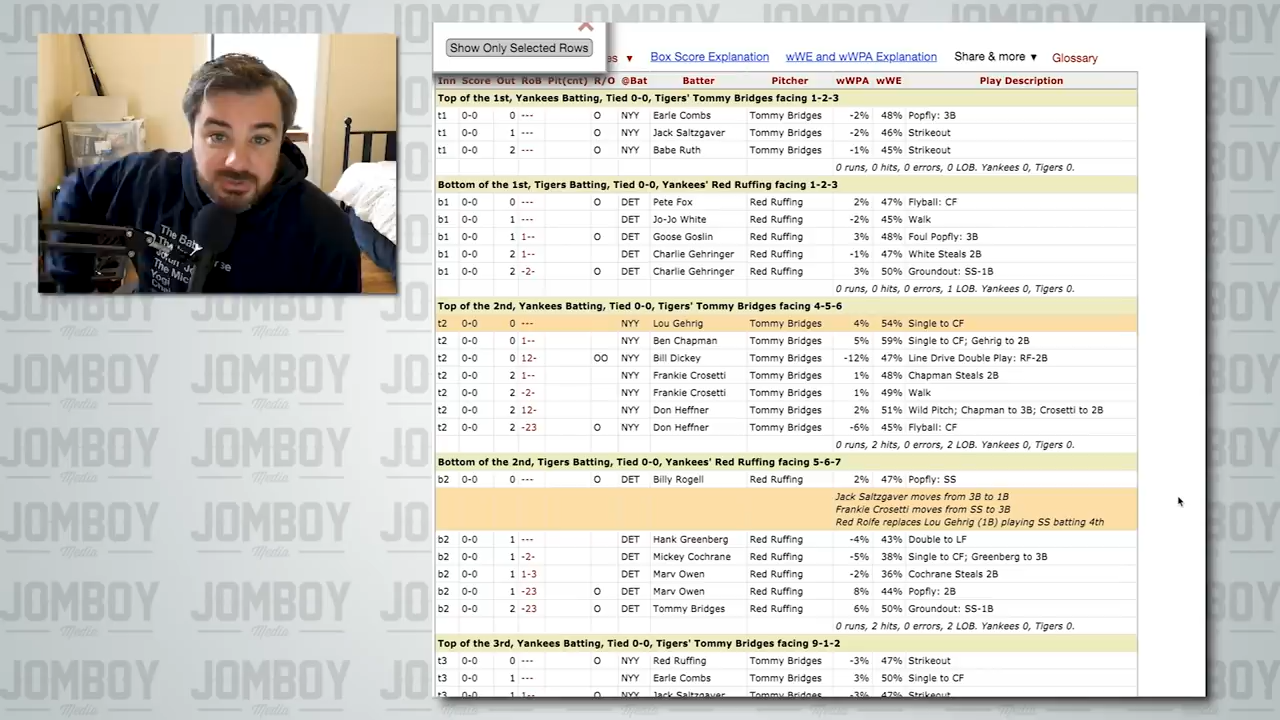 JOMBOY
Media
Show Only Selected Rows
es ▼ Box Score Explanation wWE and wWPA Explanation Share & more ▼ Glossary
Inn Score Out RoB Pit(cnt) R/O @Bat Batter Pitcher wWPA wWE Play Description
Top of the 1st, Yankees Batting, Tied 0-0, Tigers' Tommy Bridges facing 1-2-3
t1 0-0 0 --- O NYY Earle Combs Tommy Bridges -2% 48% Popfly: 3B
t1 0-0 1 --- O NYY Jack Saltzgaver Tommy Bridges -2% 46% Strikeout
t1 0-0 2 --- O NYY Babe Ruth Tommy Bridges -1% 45% Strikeout
0 runs, 0 hits, 0 errors, 0 LOB. Yankees 0, Tigers 0.
Bottom of the 1st, Tigers Batting, Tied 0-0, Yankees' Red Ruffing facing 1-2-3
b1 0-0 0 --- O DET Pete Fox Red Ruffing 2% 47% Flyball: CF
b1 0-0 1 --- DET Jo-Jo White Red Ruffing -2% 45% Walk
b1 0-0 1 1-- O DET Goose Goslin Red Ruffing 3% 48% Foul Popfly: 3B
b1 0-0 2 1-- DET Charlie Gehringer Red Ruffing -1% 47% White Steals 2B
b1 0-0 2 -2- O DET Charlie Gehringer Red Ruffing 3% 50% Groundout: SS-1B
0 runs, 0 hits, 0 errors, 1 LOB. Yankees 0, Tigers 0.
Top of the 2nd, Yankees Batting, Tied 0-0, Tigers' Tommy Bridges facing 4-5-6
t2 0-0 0 --- NYY Lou Gehrig Tommy Bridges 4% 54% Single to CF
t2 0-0 0 1-- NYY Ben Chapman Tommy Bridges 5% 59% Single to CF; Gehrig to 2B
t2 0-0 0 12- OO NYY Bill Dickey Tommy Bridges -12% 47% Line Drive Double Play: RF-2B
t2 0-0 2 1-- NYY Frankie Crosetti Tommy Bridges 1% 48% Chapman Steals 2B
t2 0-0 2 -2- NYY Frankie Crosetti Tommy Bridges 1% 49% Walk
t2 0-0 2 12- NYY Don Heffner Tommy Bridges 2% 51% Wild Pitch; Chapman to 3B; Crosetti to 2B
t2 0-0 2 -23 O NYY Don Heffner Tommy Bridges -6% 45% Flyball: CF
0 runs, 2 hits, 0 errors, 2 LOB. Yankees 0, Tigers 0.
Bottom of the 2nd, Tigers Batting, Tied 0-0, Yankees' Red Ruffing facing 5-6-7
b2 0-0 0 --- O DET Billy Rogell Red Ruffing 2% 47% Popfly: SS
Jack Saltzgaver moves from 3B to 1B
Frankie Crosetti moves from SS to 3B
Red Rolfe replaces Lou Gehrig (1B) playing SS batting 4th
b2 0-0 1 --- DET Hank Greenberg Red Ruffing -4% 43% Double to LF
b2 0-0 1 -2- DET Mickey Cochrane Red Ruffing -5% 38% Single to CF; Greenberg to 3B
b2 0-0 1 1-3 DET Marv Owen Red Ruffing -2% 36% Cochrane Steals 2B
b2 0-0 1 -23 O DET Marv Owen Red Ruffing 8% 44% Popfly: 2B
b2 0-0 2 -23 O DET Tommy Bridges Red Ruffing 6% 50% Groundout: SS-1B
0 runs, 2 hits, 0 errors, 2 LOB. Yankees 0, Tigers 0.
Top of the 3rd, Yankees Batting, Tied 0-0, Tigers' Tommy Bridges facing 9-1-2
t3 0-0 0 --- O NYY Red Ruffing Tommy Bridges -3% 47% Strikeout
t3 0-0 1 --- NYY Earle Combs Tommy Bridges 3% 50% Single to CF
t3 0-0 1 1-- O NYY Jack Saltzgaver Tommy Bridges -3% 47% Strikeout